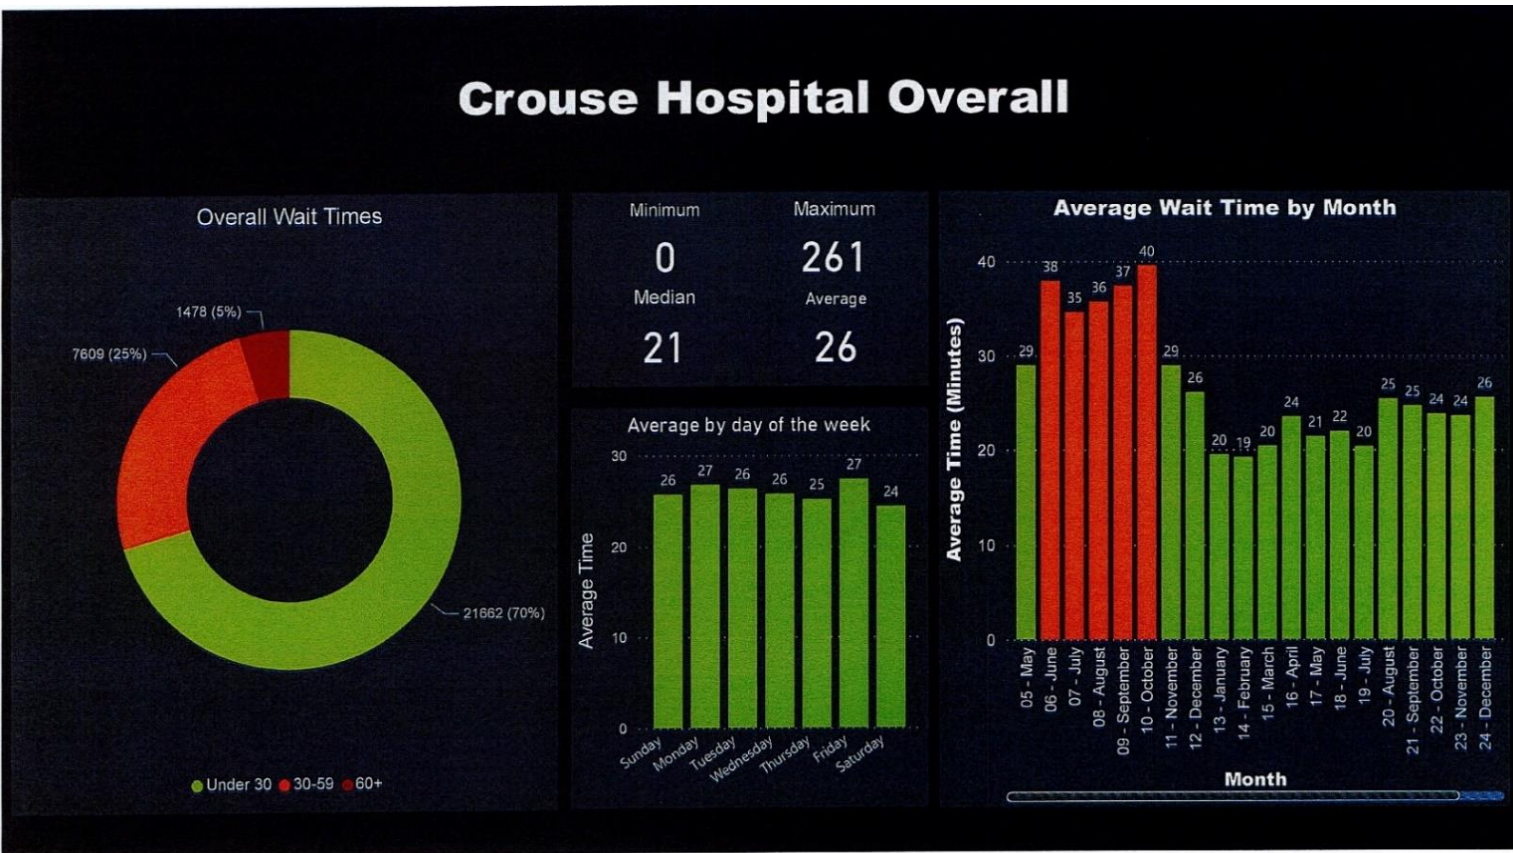 Crouse Hospital Overall
Overall Wait Times
1478 (5%)
7609 (25%)
21662 (70%)
Under 30 30-59 60+
Minimum Maximum
0 261
Median Average
21 26
Average by day of the week
Average Time
30
20
10
0
26 27 26 26 25 27 24
Sunday Monday Tuesday Wednesday Thursday Friday Saturday
Average Wait Time by Month
Average Time (Minutes)
40
30
20
10
0
29 38 35 36 37 40 29 26 20 19 20 24 21 22 20 25 25 24 24 26
05 - May
06 - June
07 - July
08 - August
09 - September
10 - October
11 - November
12 - December
13 - January
14 - February
15 - March
16 - April
17 - May
18 - June
19 - July
20 - August
21 - September
22 - October
23 - November
24 - December
Month